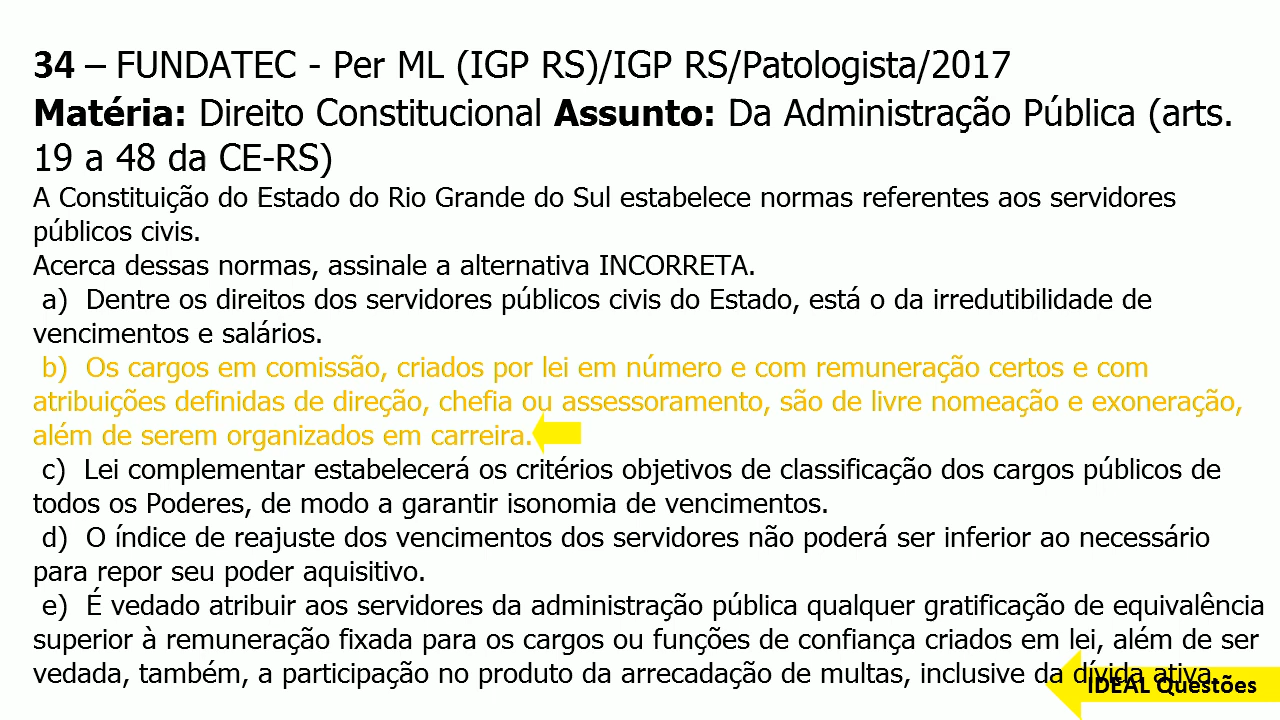 34 – FUNDATEC - Per ML (IGP RS)/IGP RS/Patologista/2017
Matéria: Direito Constitucional Assunto: Da Administração Pública (arts.
19 a 48 da CE-RS)
A Constituição do Estado do Rio Grande do Sul estabelece normas referentes aos servidores
públicos civis.
Acerca dessas normas, assinale a alternativa INCORRETA.
a) Dentre os direitos dos servidores públicos civis do Estado, está o da irredutibilidade de
vencimentos e salários.
b) Os cargos em comissão, criados por lei em número e com remuneração certos e com
atribuições definidas de direção, chefia ou assessoramento, são de livre nomeação e exoneração,
além de serem organizados em carreira.
c) Lei complementar estabelecerá os critérios objetivos de classificação dos cargos públicos de
todos os Poderes, de modo a garantir isonomia de vencimentos.
d) O índice de reajuste dos vencimentos dos servidores não poderá ser inferior ao necessário
para repor seu poder aquisitivo.
e) É vedado atribuir aos servidores da administração pública qualquer gratificação de equivalência
superior à remuneração fixada para os cargos ou funções de confiança criados em lei, além de ser
vedada, também, a participação no produto da arrecadação de multas, inclusive da dívida ativa.
IDEAL Questões